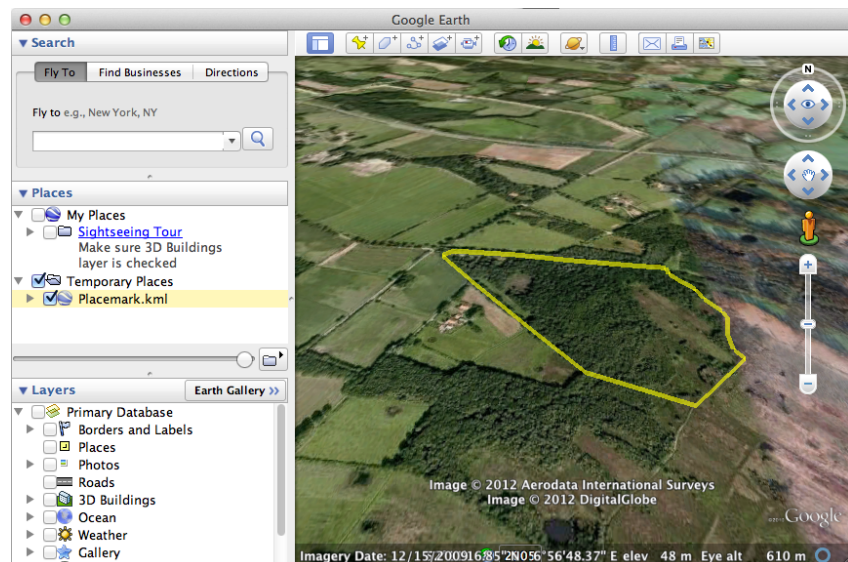 Google Earth
Search
Fly To
Find Businesses
Directions
Fly to e.g., New York, NY
Places
My Places
Sightseeing Tour
Make sure 3D Buildings
layer is checked
Temporary Places
Placemark.kml
Layers
Earth Gallery >>
Primary Database
Borders and Labels
Places
Photos
Roads
3D Buildings
Ocean
Weather
Gallery
N
Image © 2012 Aerodata International Surveys
Image © 2012 DigitalGlobe
Google
Imagery Date: 12/15/2009 6°56'48.37" E elev 48 m Eye alt 610 m